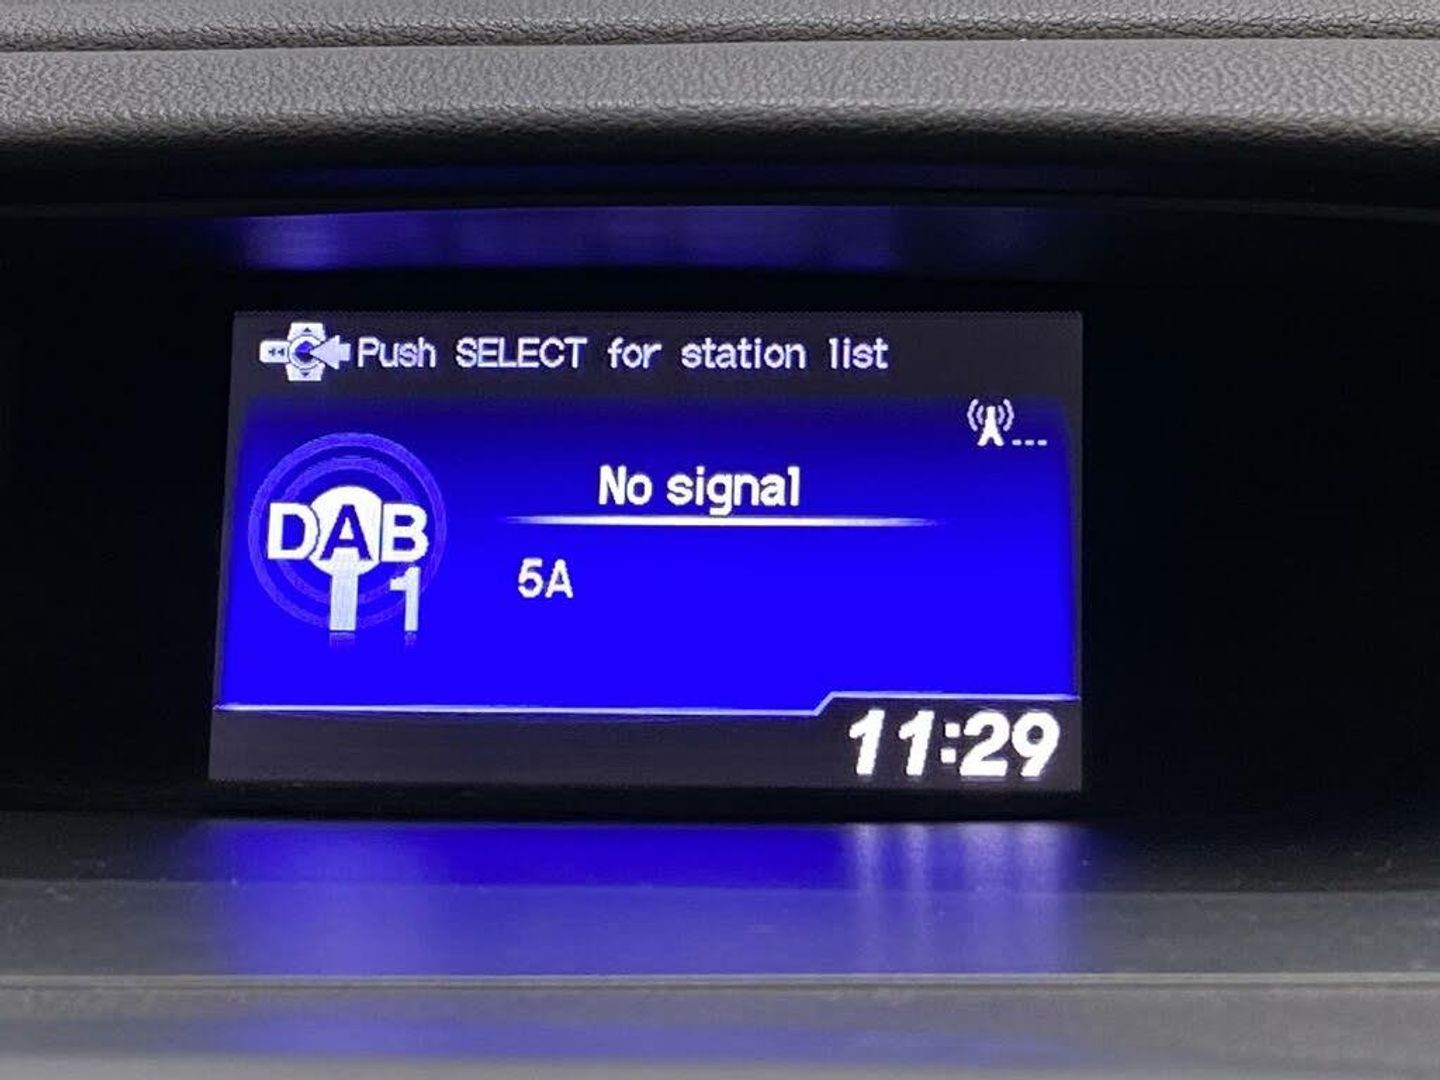 Push SELECT for station list
No signal
DAB
1
5A
11:29